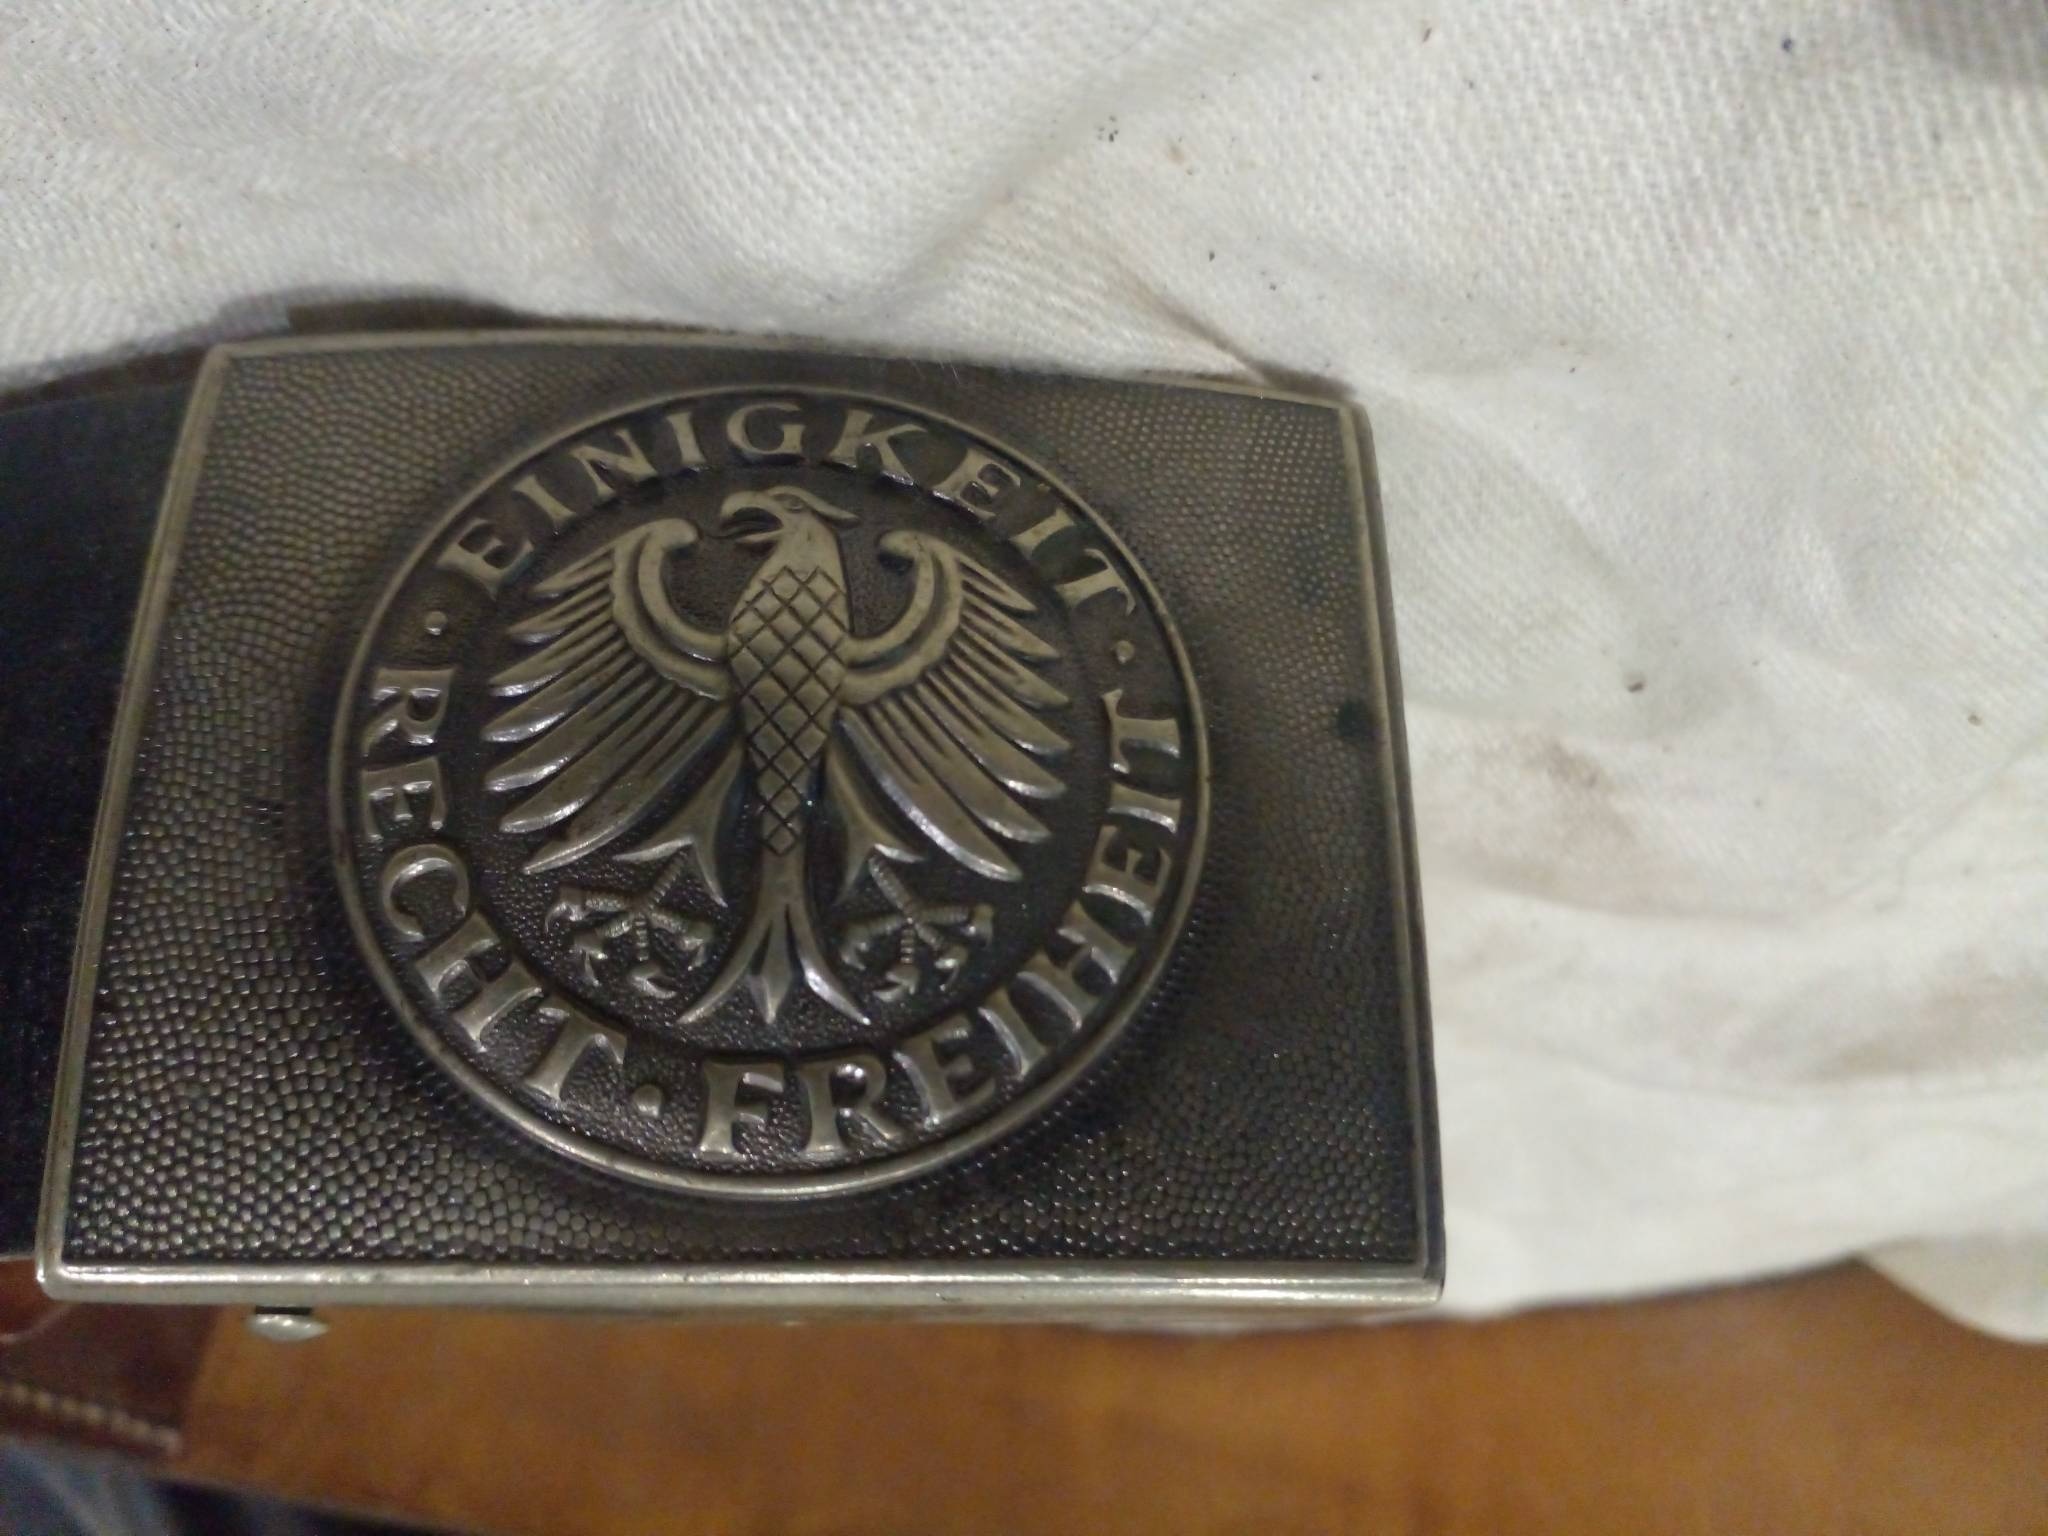 EINIGKEIT · RECHT · FREIHEIT ·